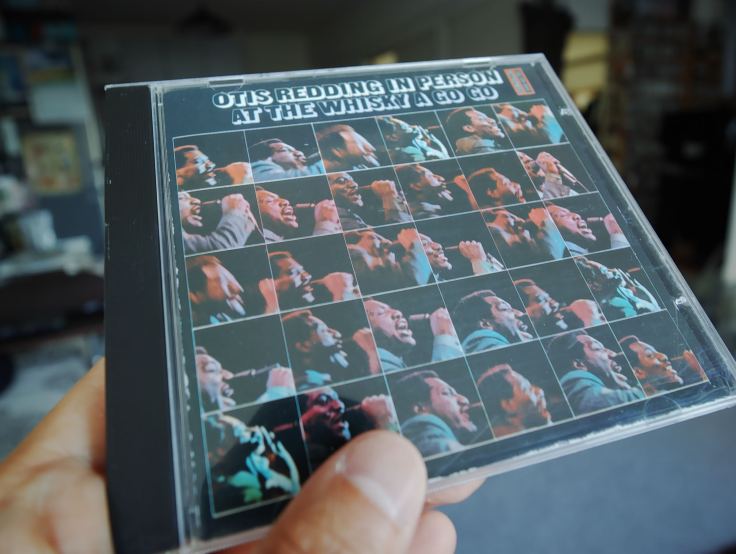 OTIS REDDING IN PERSON
AT THE WHISKY A GO GO